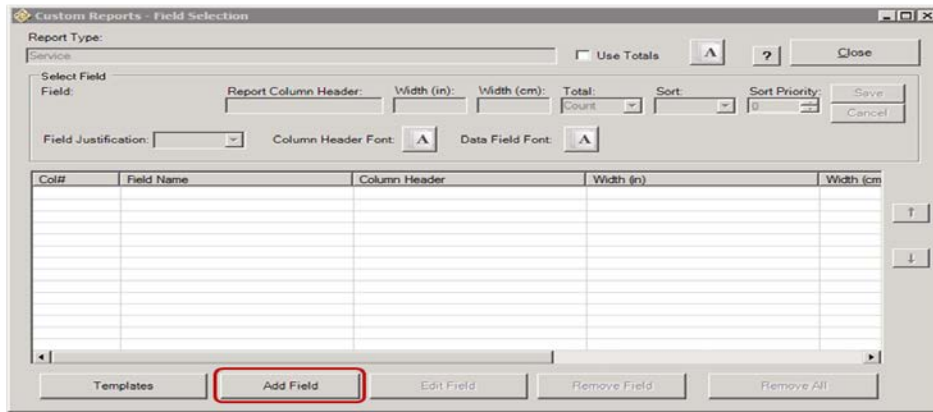 Custom Reports - Field Selection
Report Type:
Service
Use Totals
A
?
Close
Select Field
Field:
Report Column Header:
Width (in):
Width (cm):
Total:
Sort:
Sort Priority:
Count
0
Save
Cancel
Field Justification:
Column Header Font:
A
Data Field Font:
A
Col#
Field Name
Column Header
Width (in)
Width (cm
Templates
Add Field
Edit Field
Remove Field
Remove All